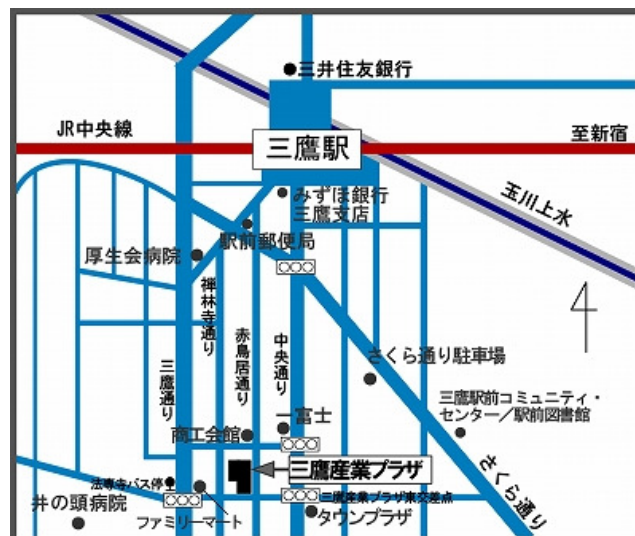 三井住友銀行
JR中央線
至新宿
三鷹駅
みずほ銀行
三鷹支店
玉川上水
駅前郵便局
厚生会病院
禅林寺通り
赤鳥居通り
中央通り
三鷹通り
さくら通り駐車場
三鷹駅前コミュニティ・
センター/駅前図書館
一富士
商工会館
三鷹産業プラザ
さくら通り
法専寺バス停
三鷹産業プラザ東交差点
井の頭病院
ファミリーマート
タウンプラザ